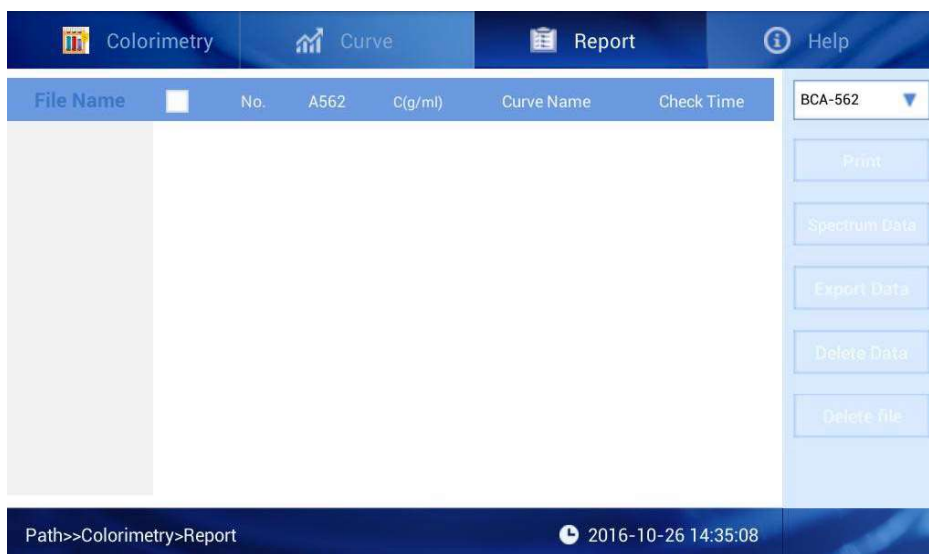 Colorimetry Curve Report Help
File Name No. A562 C(g/ml) Curve Name Check Time
BCA-562
Print
Spectrum Data
Export Data
Delete Data
Delete file
Path>>Colorimetry>Report 2016-10-26 14:35:08